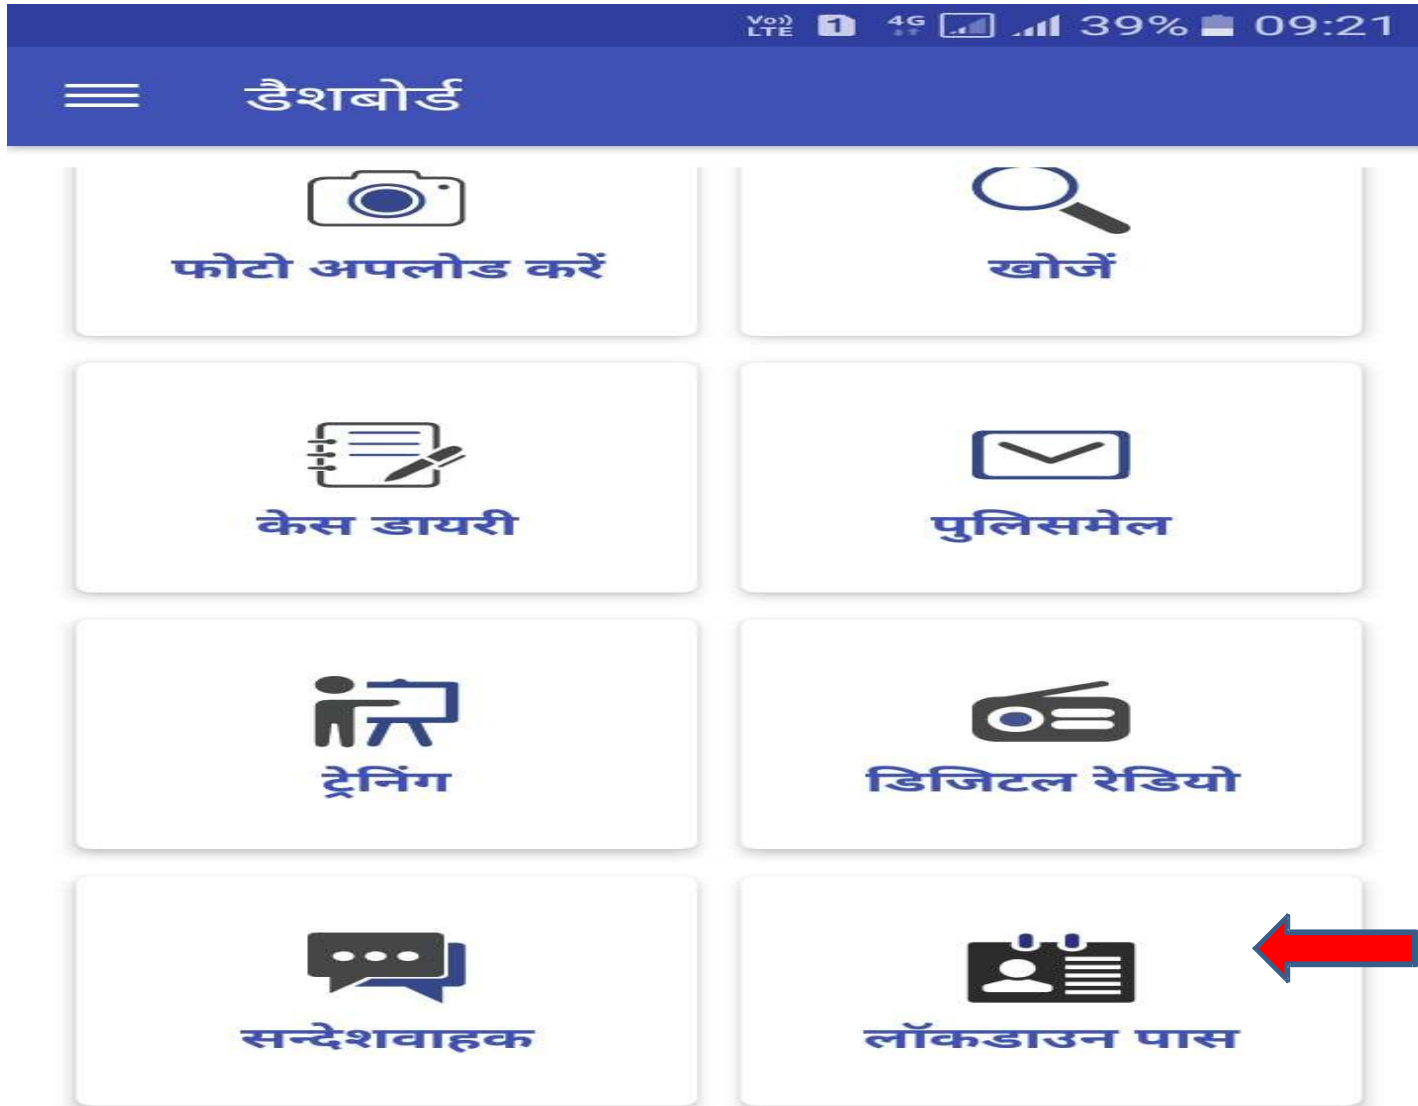 Vo)) LTE 1 4G 39% 09:21
डैशबोर्ड
फोटो अपलोड करें
खोजें
केस डायरी
पुलिसमेल
ट्रेनिंग
डिजिटल रेडियो
सन्देशवाहक
लॉकडाउन पास